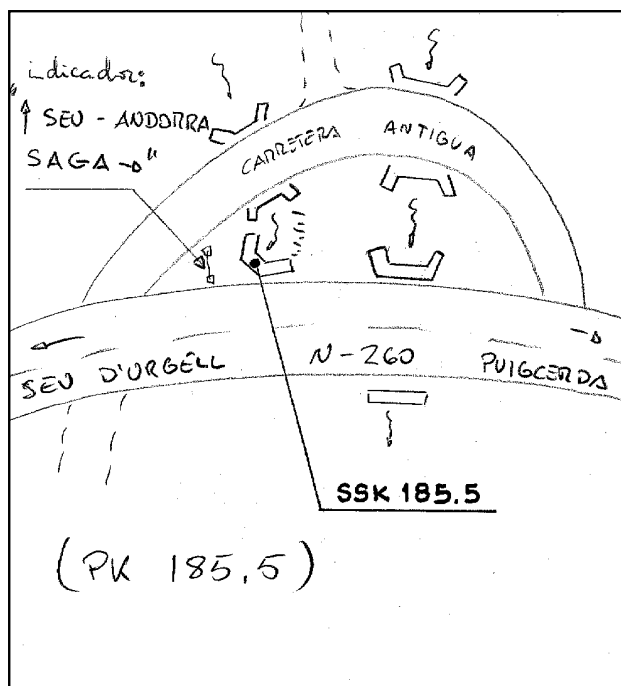 "indicador:
↑ SEU - ANDORRA
SAGA →"
CARRETERA ANTIGUA
SEU D'URGELL N-260 PUIGCERDA
SSK 185.5
(PK 185,5)